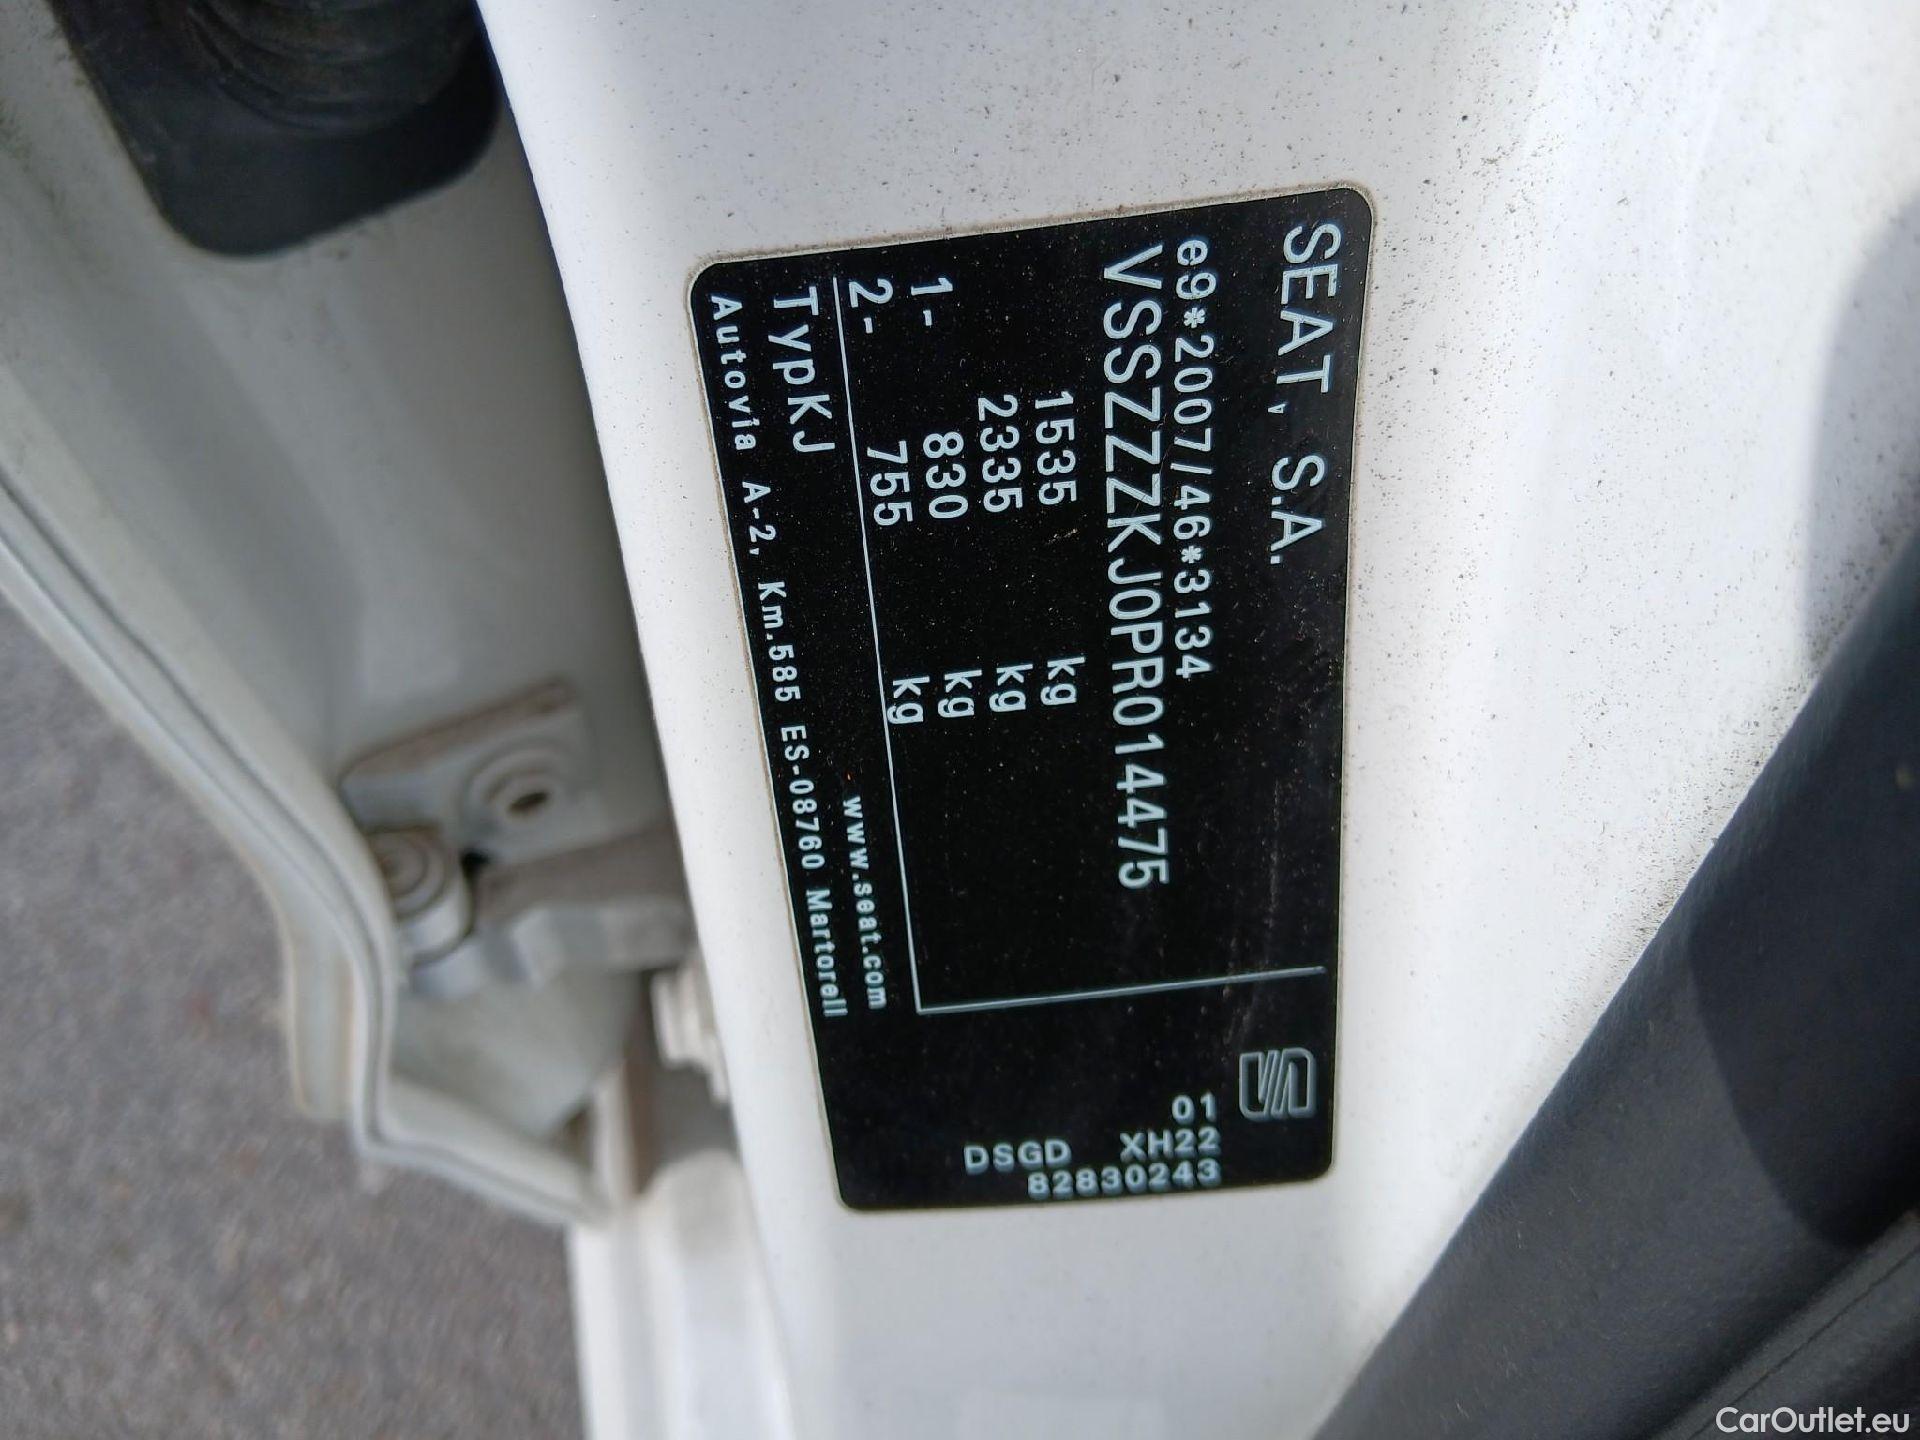 SEAT, S.A.
e9*2007/46*3134
VSSZZZKJ0PR014475
1535 kg
2335 kg
1- 830 kg
2- 755 kg
TypKJ
www.seat.com
Autovía A-2, Km.585 ES-08760 Martorell
01
DSGD XH22
82830243
CarOutlet.eu